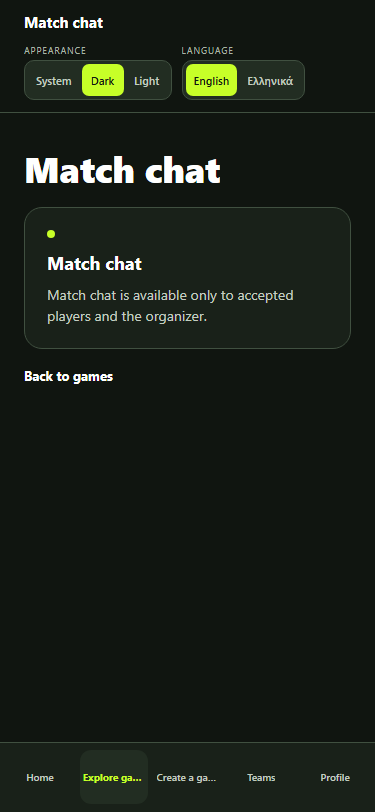 Match chat
APPEARANCE
LANGUAGE
System
Dark
Light
English
Ελληνικά
Match chat
Match chat
Match chat is available only to accepted
players and the organizer.
Back to games
Home
Explore ga...
Create a ga...
Teams
Profile